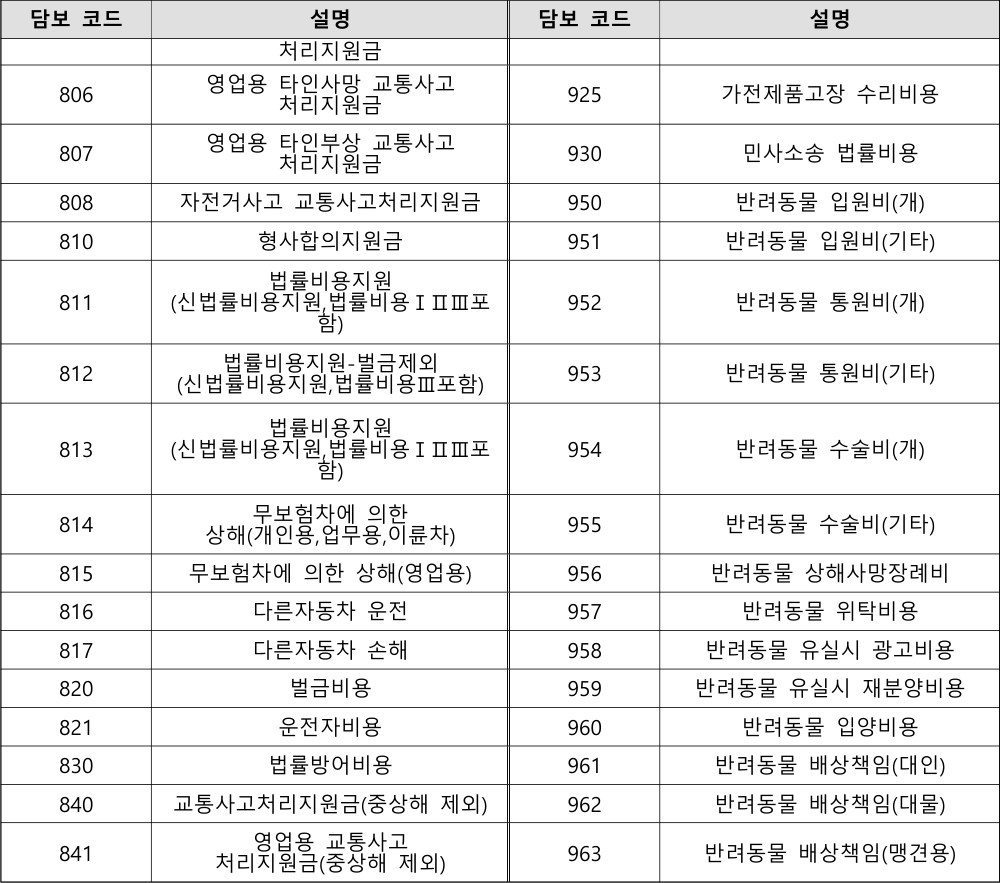 담보 코드 설명 담보 코드 설명
처리지원금
806 영업용 타인사망 교통사고 925 가전제품고장 수리비용
처리지원금
807 영업용 타인부상 교통사고 930 민사소송 법률비용
처리지원금
808 자전거사고 교통사고처리지원금 950 반려동물 입원비(개)
810 형사합의지원금 951 반려동물 입원비(기타)
법률비용지원
811 (신법률비용지원,법률비용ⅠⅡⅢ포 952 반려동물 통원비(개)
함)
812 법률비용지원-벌금제외 953 반려동물 통원비(기타)
(신법률비용지원,법률비용Ⅲ포함)
법률비용지원
813 (신법률비용지원,법률비용ⅠⅡⅢ포 954 반려동물 수술비(개)
함)
814 무보험차에 의한 955 반려동물 수술비(기타)
상해(개인용,업무용,이륜차)
815 무보험차에 의한 상해(영업용) 956 반려동물 상해사망장례비
816 다른자동차 운전 957 반려동물 위탁비용
817 다른자동차 손해 958 반려동물 유실시 광고비용
820 벌금비용 959 반려동물 유실시 재분양비용
821 운전자비용 960 반려동물 입양비용
830 법률방어비용 961 반려동물 배상책임(대인)
840 교통사고처리지원금(중상해 제외) 962 반려동물 배상책임(대물)
841 영업용 교통사고 963 반려동물 배상책임(맹견용)
처리지원금(중상해 제외)